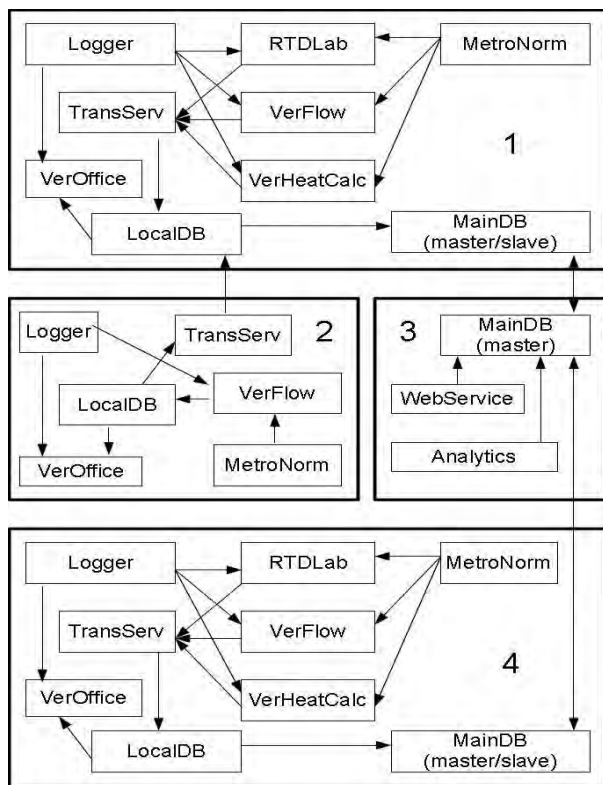 Logger
RTDLab
MetroNorm
TransServ
VerFlow
1
VerOffice
VerHeatCalc
LocalDB
MainDB
(master/slave)
Logger
TransServ
2
LocalDB
VerFlow
VerOffice
MetroNorm
3
MainDB
(master)
WebService
Analytics
Logger
RTDLab
MetroNorm
TransServ
VerFlow
4
VerOffice
VerHeatCalc
LocalDB
MainDB
(master/slave)